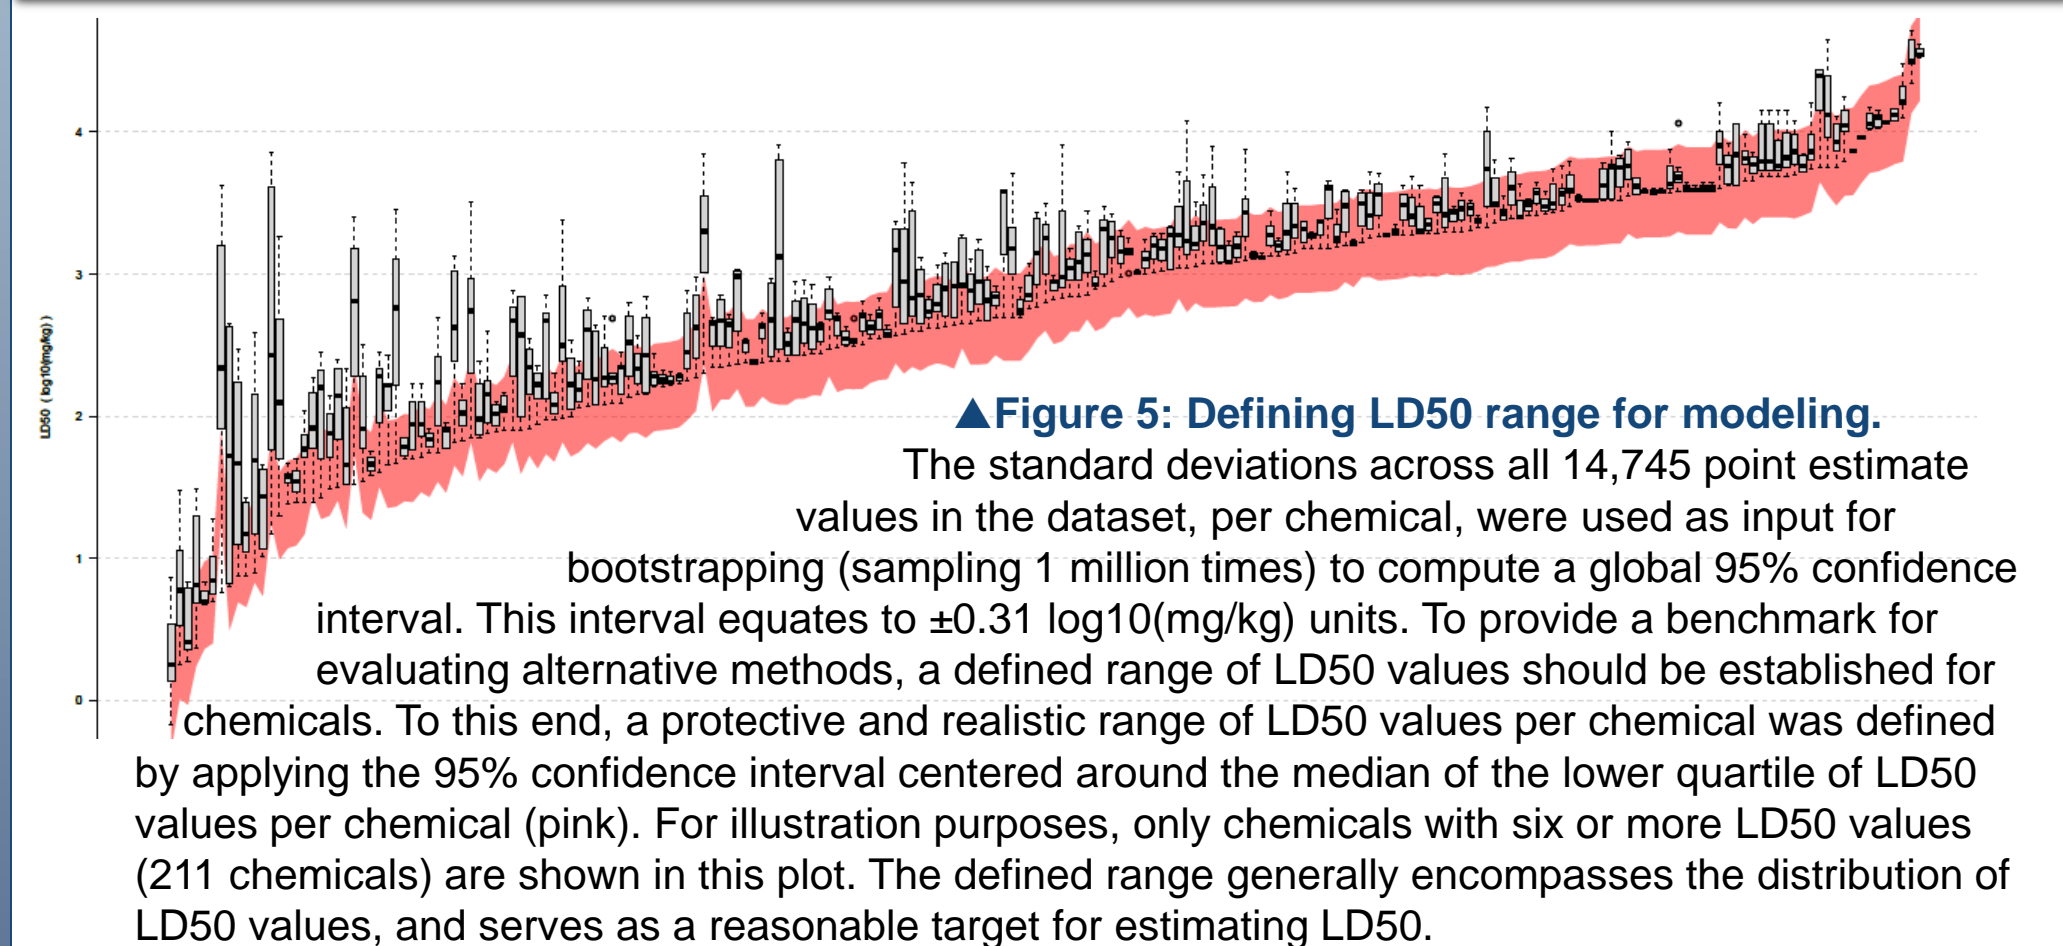 4
3
2
1
0
LD50 ( log10(mg/kg) )
▲Figure 5: Defining LD50 range for modeling.
The standard deviations across all 14,745 point estimate
values in the dataset, per chemical, were used as input for
bootstrapping (sampling 1 million times) to compute a global 95% confidence
interval. This interval equates to ±0.31 log10(mg/kg) units. To provide a benchmark for
evaluating alternative methods, a defined range of LD50 values should be established for
chemicals. To this end, a protective and realistic range of LD50 values per chemical was defined
by applying the 95% confidence interval centered around the median of the lower quartile of LD50
values per chemical (pink). For illustration purposes, only chemicals with six or more LD50 values
(211 chemicals) are shown in this plot. The defined range generally encompasses the distribution of
LD50 values, and serves as a reasonable target for estimating LD50.